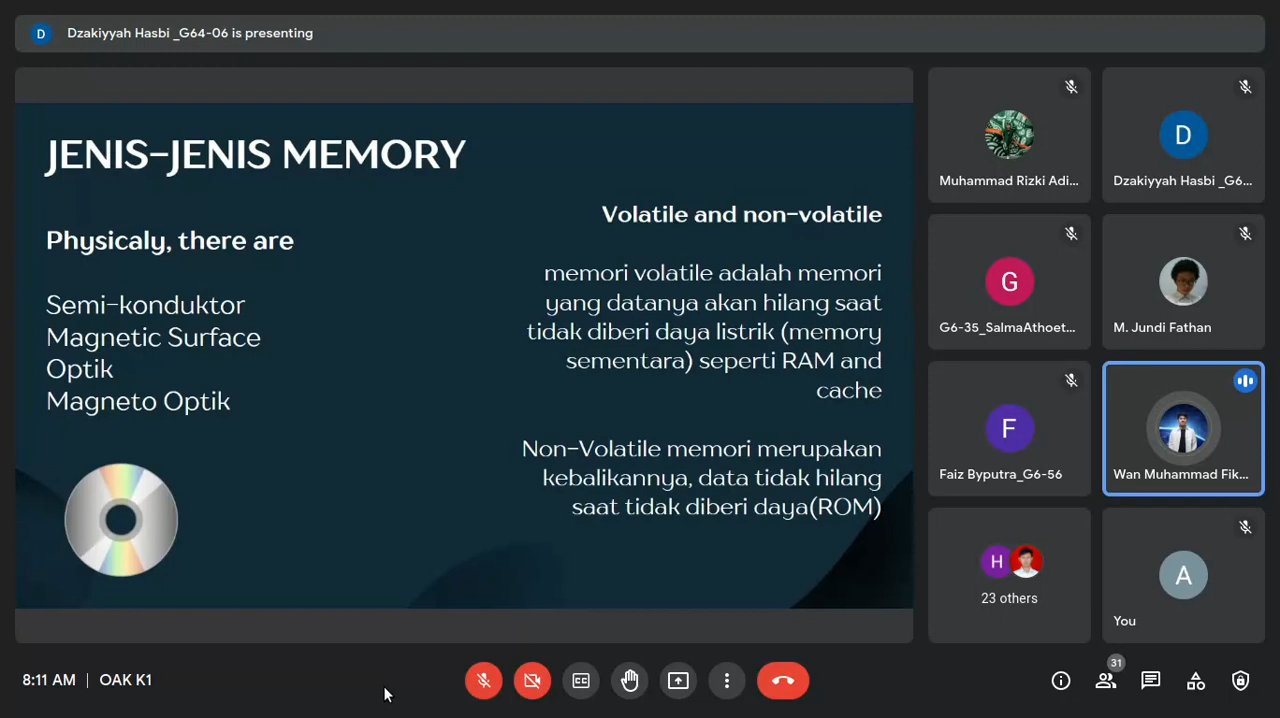 D
Dzakiyyah Hasbi _G64-06 is presenting
JENIS-JENIS MEMORY
Physicaly, there are
Semi-konduktor
Magnetic Surface
Optik
Magneto Optik
Volatile and non-volatile
memori volatile adalah memori
yang datanya akan hilang saat
tidak diberi daya listrik (memory
sementara) seperti RAM and
cache
Non-Volatile memori merupakan
kebalikannya, data tidak hilang
saat tidak diberi daya(ROM)
Muhammad Rizki Adi...
D
Dzakiyyah Hasbi _G6...
G
G6-35_SalmaAthoet...
M. Jundi Fathan
F
Faiz Byputra_G6-56
Wan Muhammad Fik...
H
23 others
A
You
8:11 AM | OAK K1
CC
31